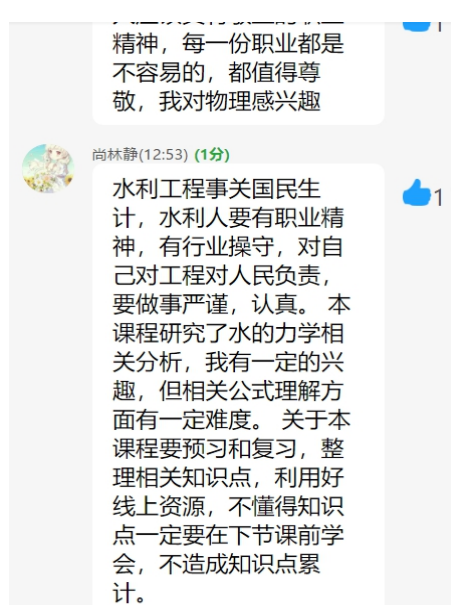 精神，每一份职业都是
不容易的，都值得尊
敬，我对物理感兴趣
1
尚林静(12:53) (1分)
水利工程事关国民生
计，水利人要有职业精
神，有行业操守，对自
己对工程对人民负责，
要做事严谨，认真。 本
课程研究了水的力学相
关分析，我有一定的兴
趣，但相关公式理解方
面有一定难度。 关于本
课程要预习和复习，整
理相关知识点，利用好
线上资源，不懂得知识
点一定要在下节课前学
会，不造成知识点累
计。
1